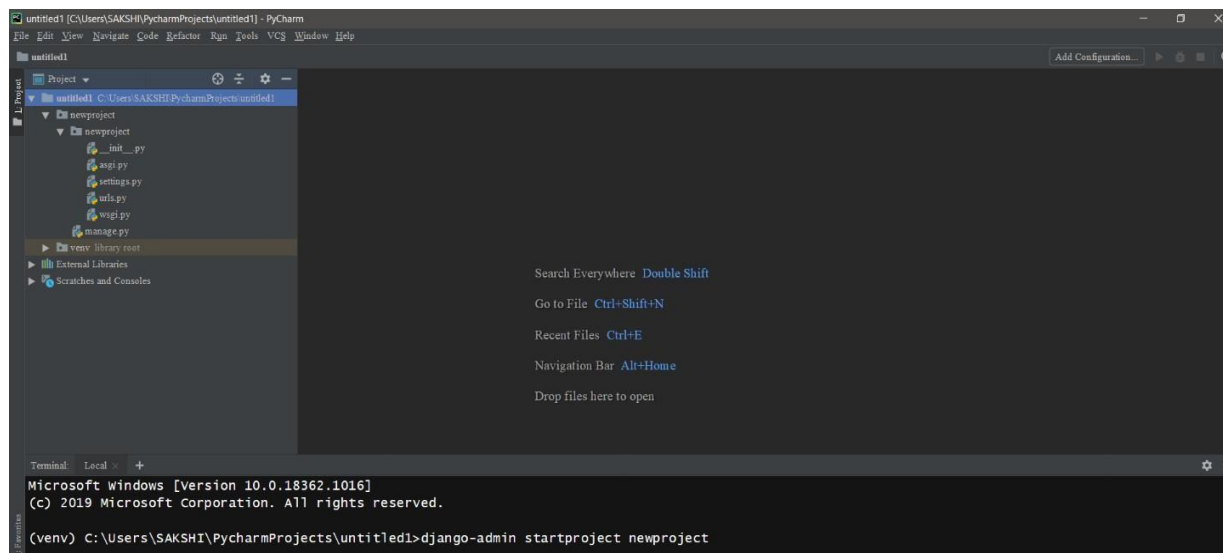 untitled1 [C:\Users\SAKSHI\PycharmProjects\untitled1] - PyCharm
File Edit View Navigate Code Refactor Run Tools VCS Window Help
untitled1
Add Configuration...
1: Project
Project
untitled1 C:\Users\SAKSHI\PycharmProjects\untitled1
newproject
newproject
__init__.py
asgi.py
settings.py
urls.py
wsgi.py
manage.py
venv library root
External Libraries
Scratches and Consoles
Search Everywhere Double Shift
Go to File Ctrl+Shift+N
Recent Files Ctrl+E
Navigation Bar Alt+Home
Drop files here to open
Terminal: Local × +
Microsoft Windows [Version 10.0.18362.1016]
(c) 2019 Microsoft Corporation. All rights reserved.
Favorites
(venv) C:\Users\SAKSHI\PycharmProjects\untitled1>django-admin startproject newproject